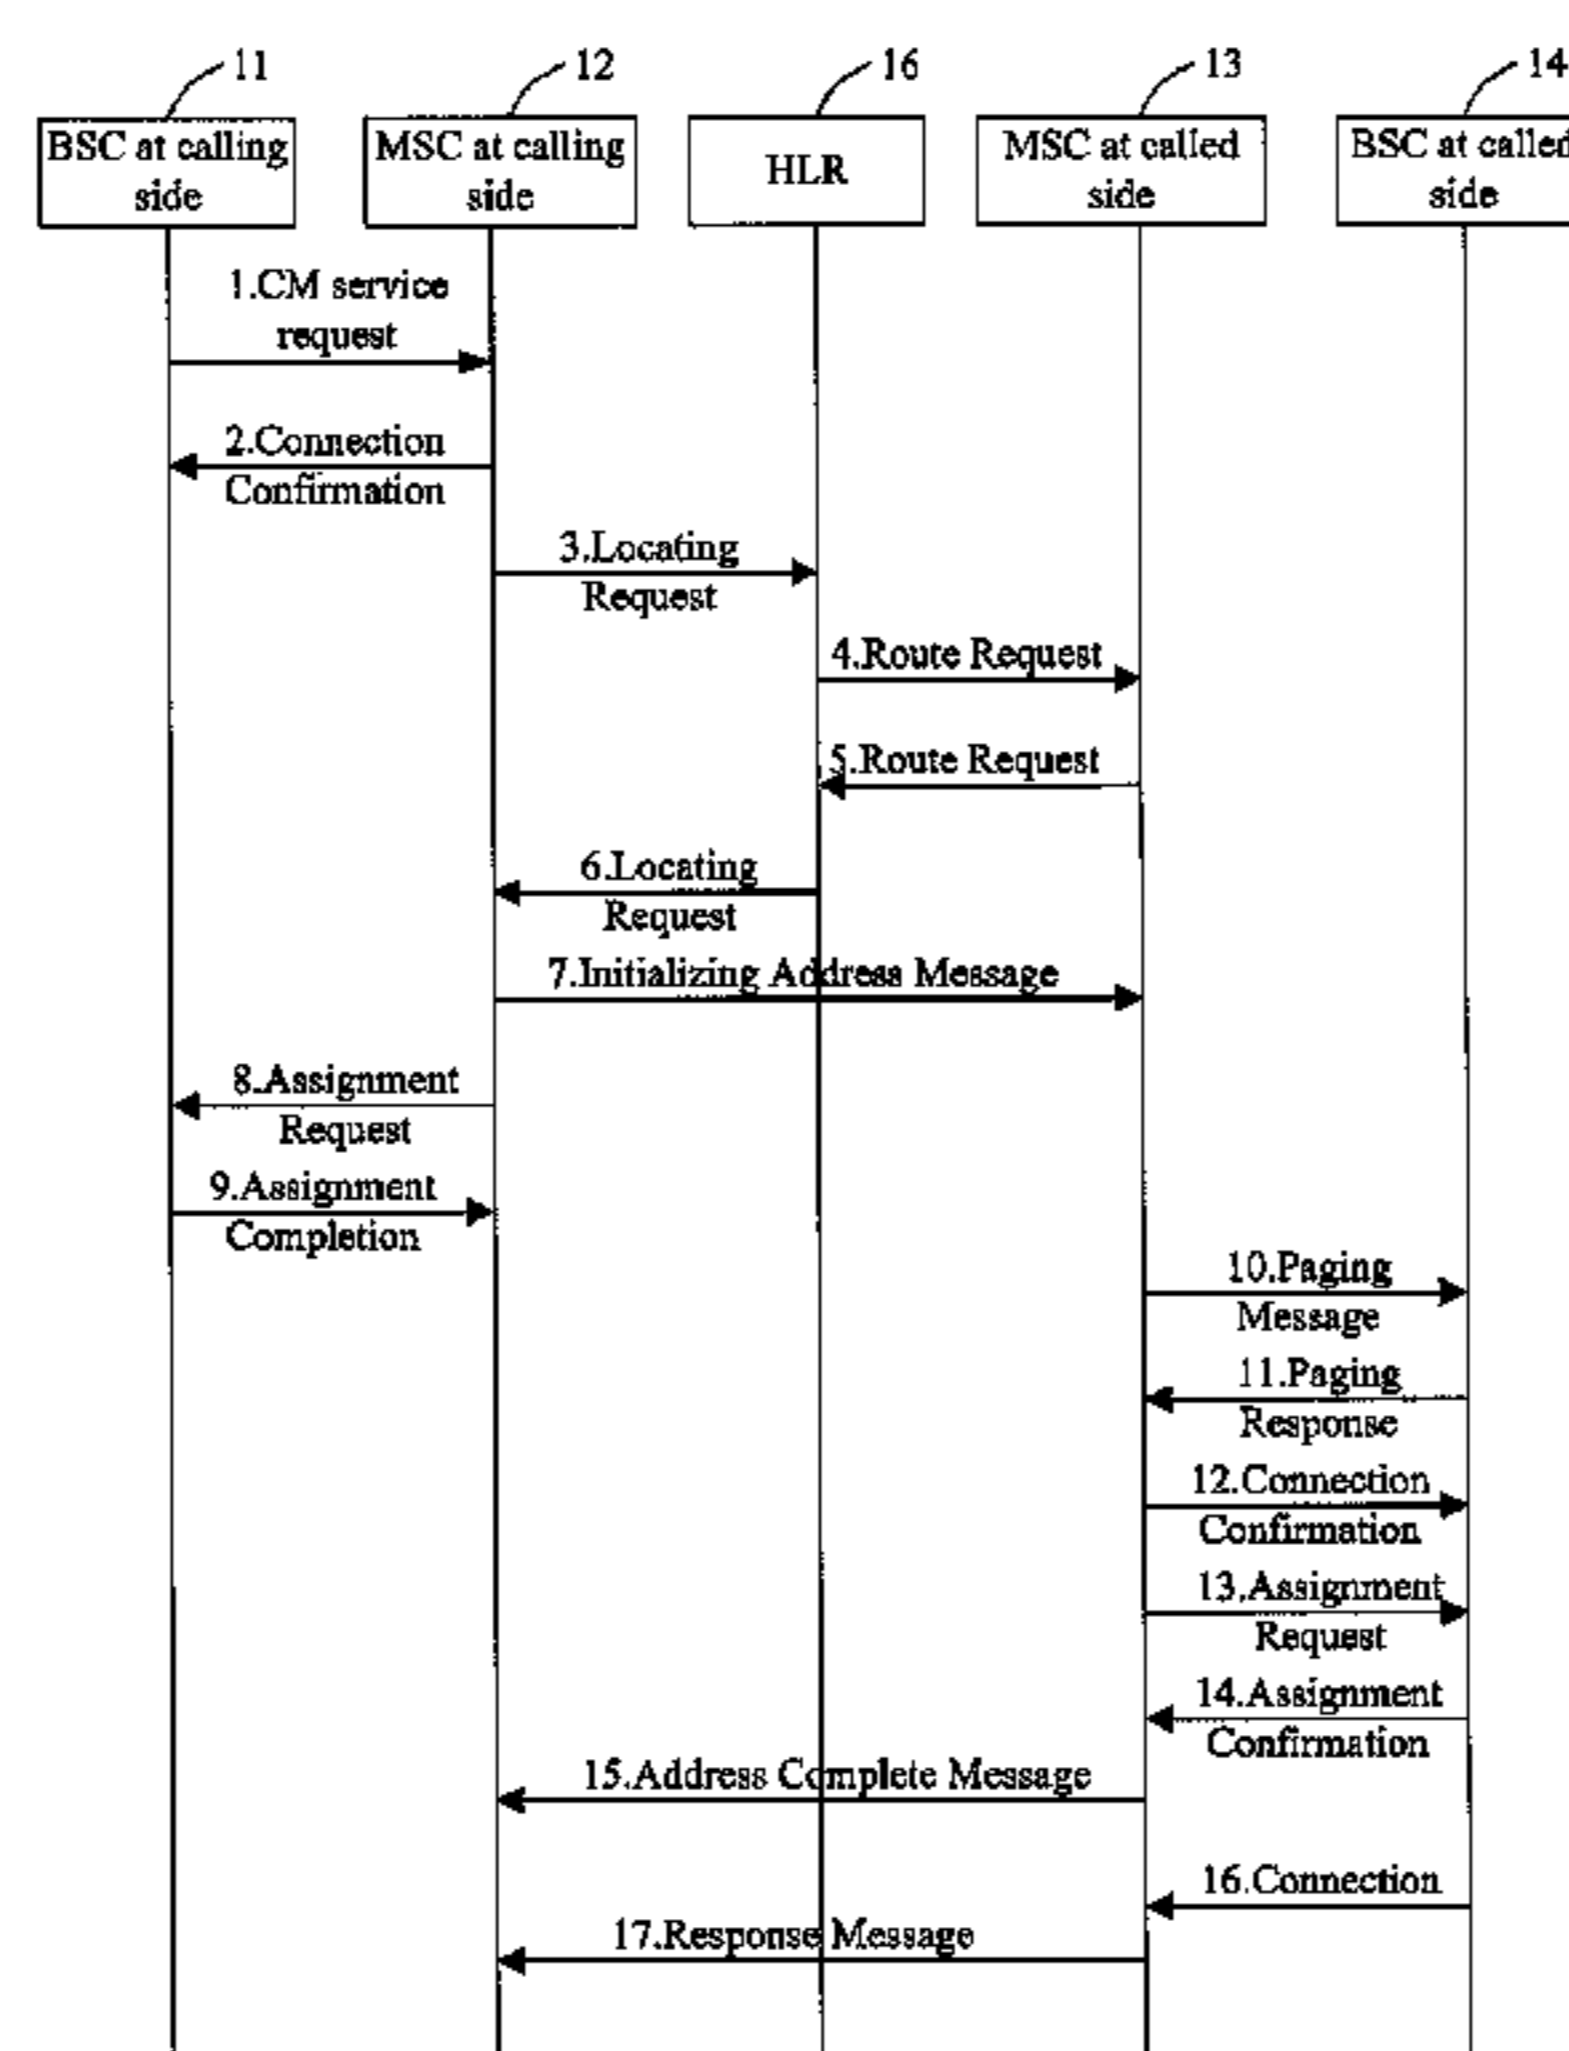 11
12
16
13
14
BSC at calling
side
MSC at calling
side
HLR
MSC at called
side
BSC at called
side
1.CM service
request
2.Connection
Confirmation
3.Locating
Request
4.Route Request
5.Route Request
6.Locating
Request
7.Initializing Address Message
8.Assignment
Request
9.Assignment
Completion
10.Paging
Message
11.Paging
Response
12.Connection
Confirmation
13.Assignment
Request
14.Assignment
Confirmation
15.Address Complete Message
16.Connection
17.Response Message